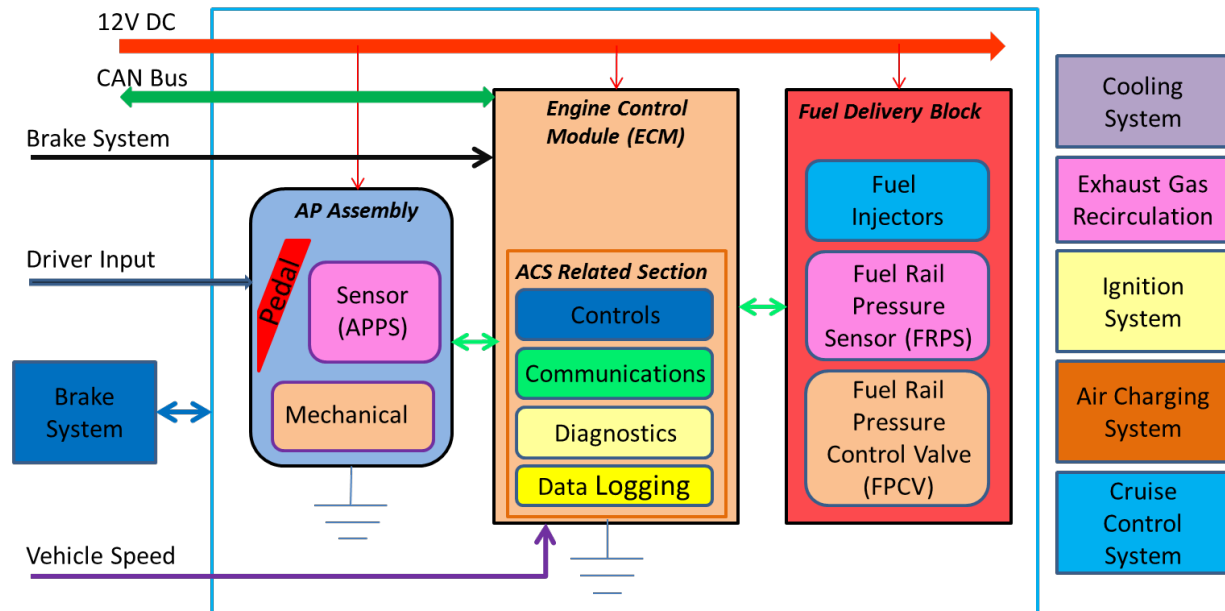 12V DC
CAN Bus
Brake System
Driver Input
Brake
System
Vehicle Speed
AP Assembly
Pedal
Sensor
(APPS)
Mechanical
Engine Control
Module (ECM)
ACS Related Section
Controls
Communications
Diagnostics
Data Logging
Fuel Delivery Block
Fuel
Injectors
Fuel Rail
Pressure
Sensor (FRPS)
Fuel Rail
Pressure
Control Valve
(FPCV)
Cooling
System
Exhaust Gas
Recirculation
Ignition
System
Air Charging
System
Cruise
Control
System